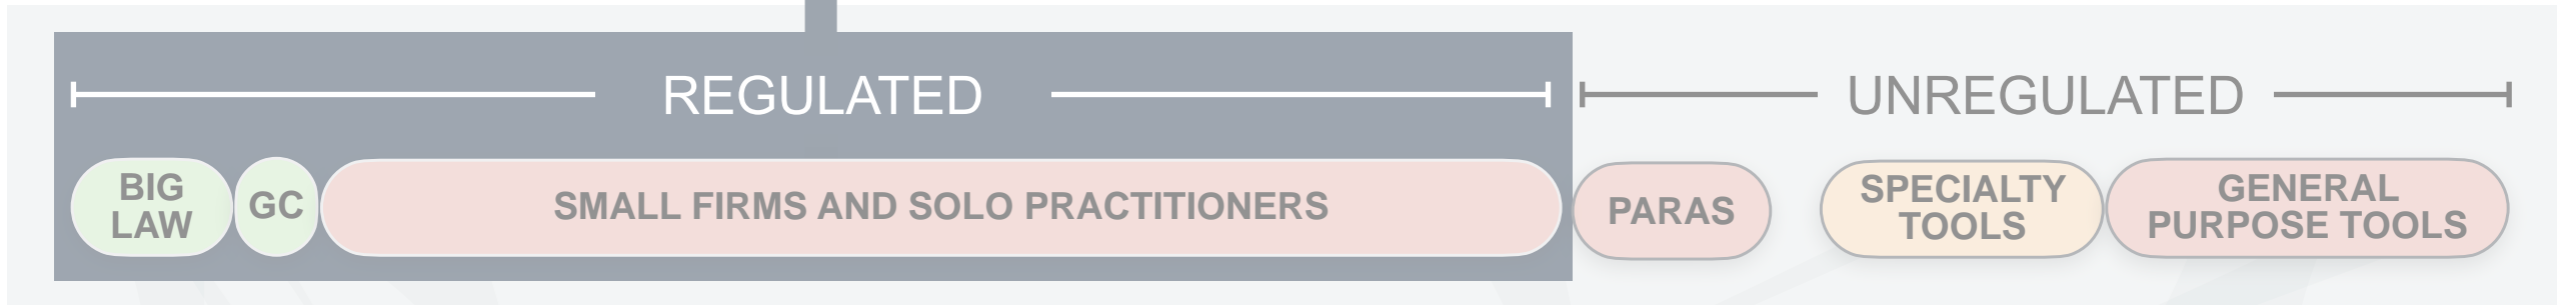 REGULATED
UNREGULATED
BIG
LAW
GC
SMALL FIRMS AND SOLO PRACTITIONERS
PARAS
SPECIALTY
TOOLS
GENERAL
PURPOSE TOOLS